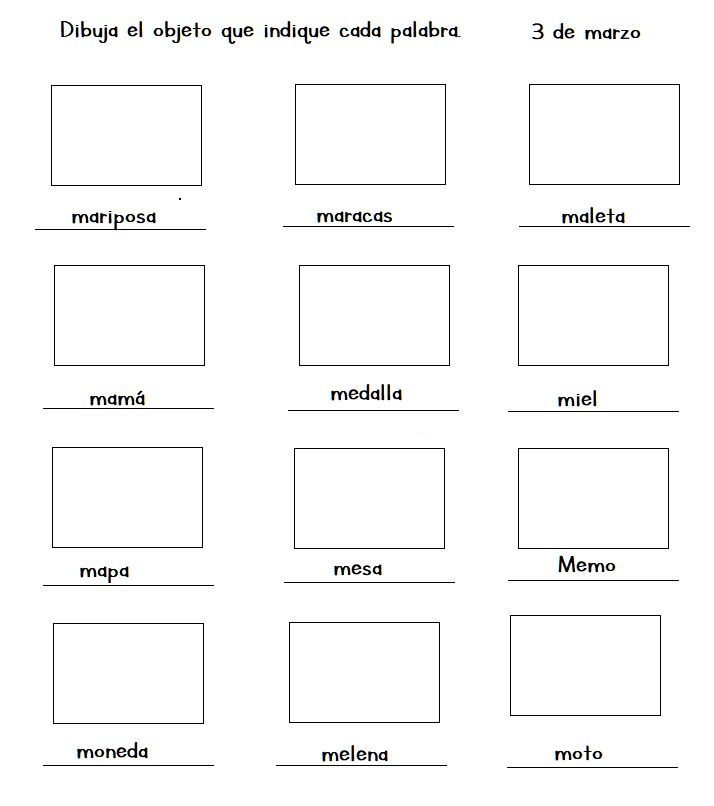 Dibuja el objeto que indique cada palabra. 3 de marzo
mariposa maracas maleta
mamá medalla miel
mapa mesa Memo
moneda melena moto